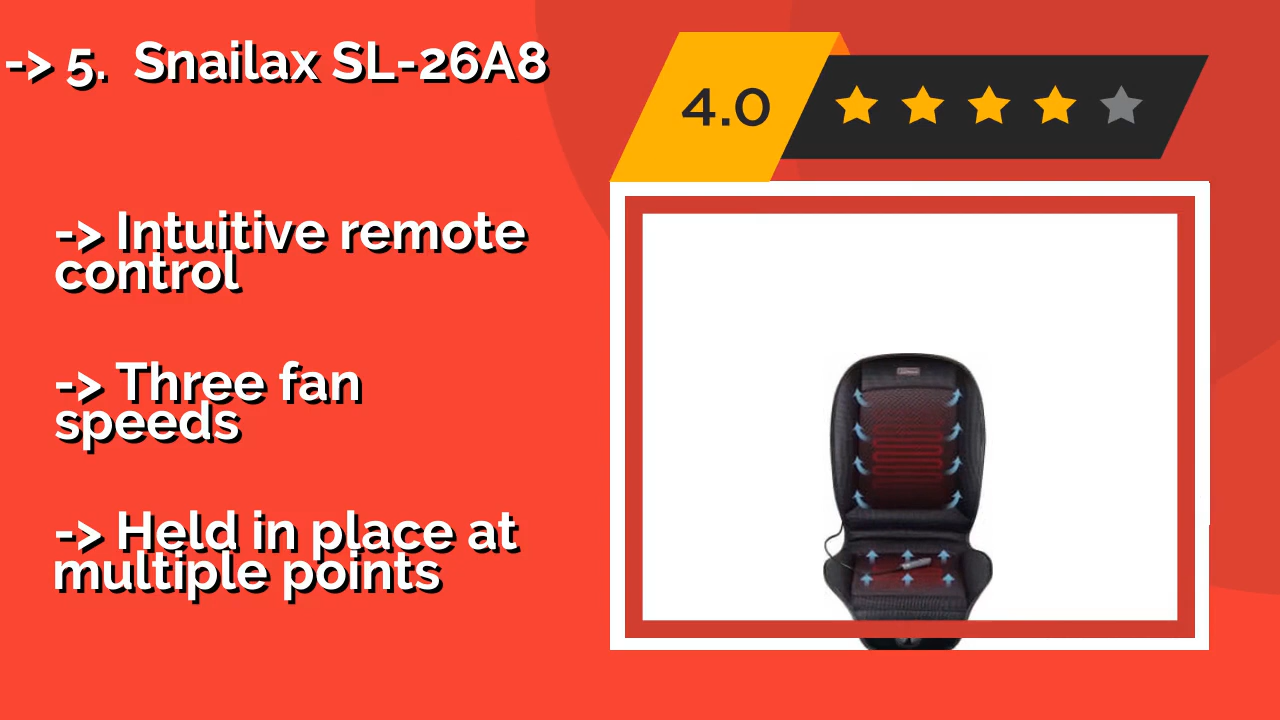 -> 5.  Snailax SL-26A8
4.0
-> Intuitive remote
control
-> Three fan
speeds
-> Held in place at
multiple points